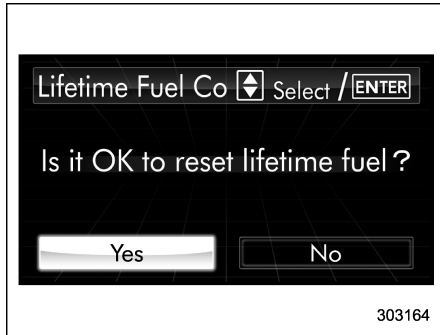 Lifetime Fuel Co Select / ENTER
Is it OK to reset lifetime fuel ?
Yes No
303164